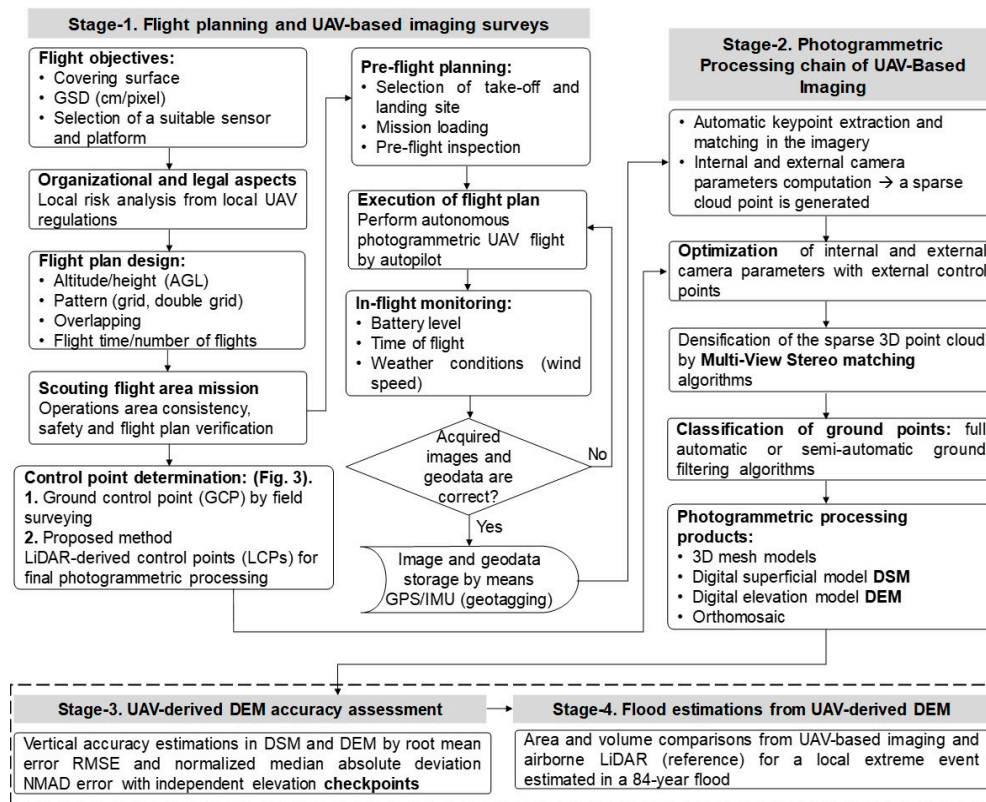 Stage-1. Flight planning and UAV-based imaging surveys
Flight objectives:
• Covering surface
• GSD (cm/pixel)
• Selection of a suitable sensor
and platform
Organizational and legal aspects
Local risk analysis from local UAV
regulations
Flight plan design:
• Altitude/height (AGL)
• Pattern (grid, double grid)
• Overlapping
• Flight time/number of flights
Scouting flight area mission
Operations area consistency,
safety and flight plan verification
Control point determination: (Fig. 3).
1. Ground control point (GCP) by field
surveying
2. Proposed method
LiDAR-derived control points (LCPs) for
final photogrammetric processing
Pre-flight planning:
• Selection of take-off and
landing site
• Mission loading
• Pre-flight inspection
Execution of flight plan
Perform autonomous
photogrammetric UAV flight
by autopilot
In-flight monitoring:
• Battery level
• Time of flight
• Weather conditions (wind
speed)
Acquired
images and
geodata are
correct?
No
Yes
Image and geodata
storage by means
GPS/IMU (geotagging)
Stage-2. Photogrammetric
Processing chain of UAV-Based
Imaging
• Automatic keypoint extraction and
matching in the imagery
• Internal and external camera
parameters computation → a sparse
cloud point is generated
Optimization of internal and external
camera parameters with external control
points
Densification of the sparse 3D point cloud
by Multi-View Stereo matching
algorithms
Classification of ground points: full
automatic or semi-automatic ground
filtering algorithms
Photogrammetric processing
products:
• 3D mesh models
• Digital superficial model DSM
• Digital elevation model DEM
• Orthomosaic
Stage-3. UAV-derived DEM accuracy assessment
Vertical accuracy estimations in DSM and DEM by root mean
error RMSE and normalized median absolute deviation
NMAD error with independent elevation checkpoints
Stage-4. Flood estimations from UAV-derived DEM
Area and volume comparisons from UAV-based imaging and
airborne LiDAR (reference) for a local extreme event
estimated in a 84-year flood